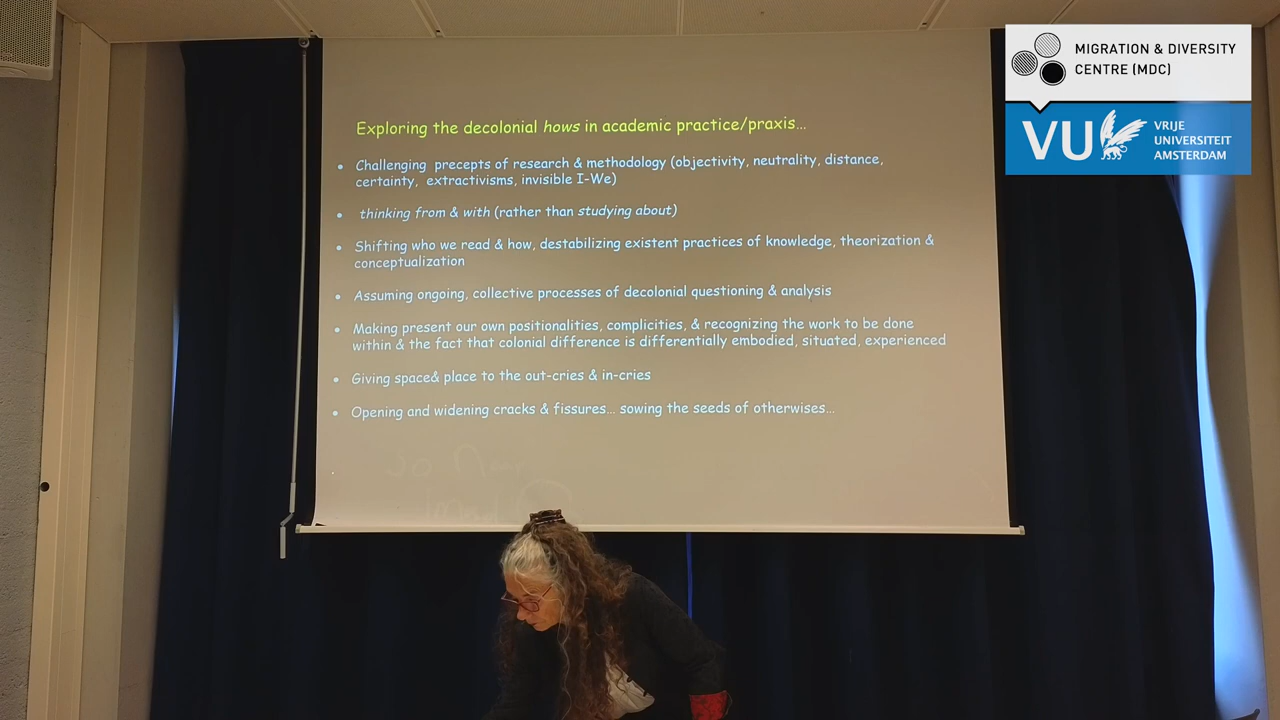 MIGRATION & DIVERSITY
CENTRE (MDC)
VU
VRIJE
UNIVERSITEIT
AMSTERDAM
Exploring the decolonial hows in academic practice/praxis…
• Challenging precepts of research & methodology (objectivity, neutrality, distance,
certainty, extractivisms, invisible I-We)
• thinking from & with (rather than studying about)
• Shifting who we read & how, destabilizing existent practices of knowledge, theorization &
conceptualization
• Assuming ongoing, collective processes of decolonial questioning & analysis
• Making present our own positionalities, complicities, & recognizing the work to be done
within & the fact that colonial difference is differentially embodied, situated, experienced
• Giving space& place to the out-cries & in-cries
• Opening and widening cracks & fissures… sowing the seeds of otherwises…